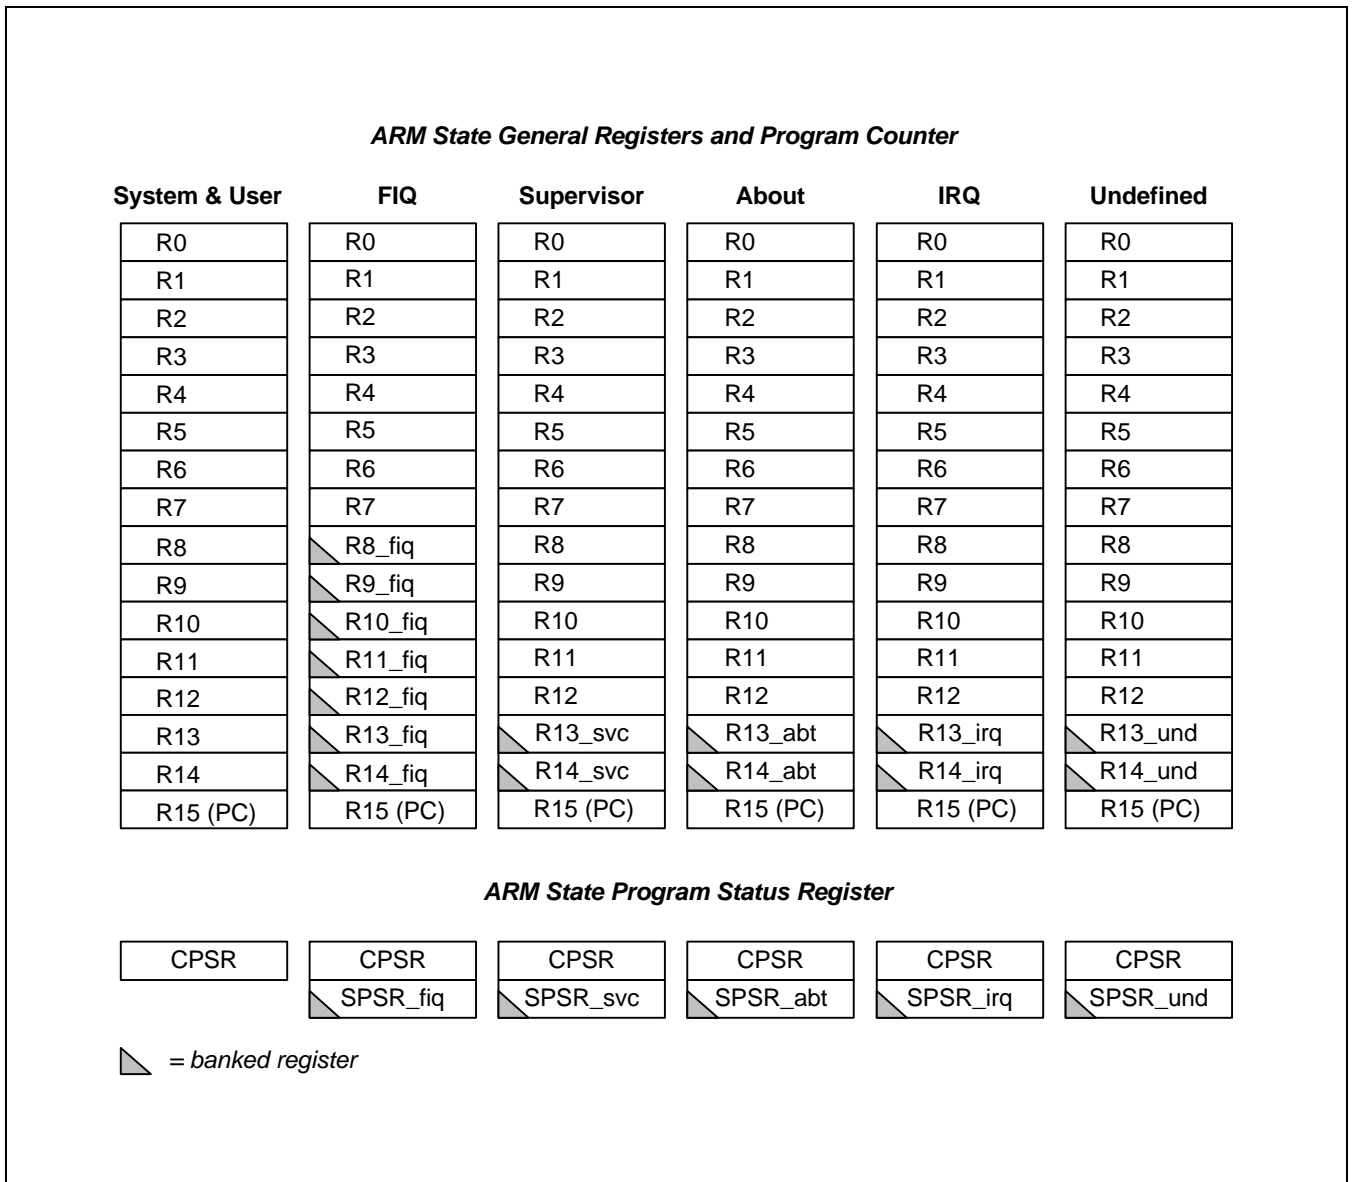 ARM State General Registers and Program Counter
System & User FIQ Supervisor About IRQ Undefined
R0 R0 R0 R0 R0 R0
R1 R1 R1 R1 R1 R1
R2 R2 R2 R2 R2 R2
R3 R3 R3 R3 R3 R3
R4 R4 R4 R4 R4 R4
R5 R5 R5 R5 R5 R5
R6 R6 R6 R6 R6 R6
R7 R7 R7 R7 R7 R7
R8 R8_fiq R8 R8 R8 R8
R9 R9_fiq R9 R9 R9 R9
R10 R10_fiq R10 R10 R10 R10
R11 R11_fiq R11 R11 R11 R11
R12 R12_fiq R12 R12 R12 R12
R13 R13_fiq R13_svc R13_abt R13_irq R13_und
R14 R14_fiq R14_svc R14_abt R14_irq R14_und
R15 (PC) R15 (PC) R15 (PC) R15 (PC) R15 (PC) R15 (PC)
ARM State Program Status Register
CPSR CPSR CPSR CPSR CPSR CPSR
SPSR_fiq SPSR_svc SPSR_abt SPSR_irq SPSR_und
= banked register